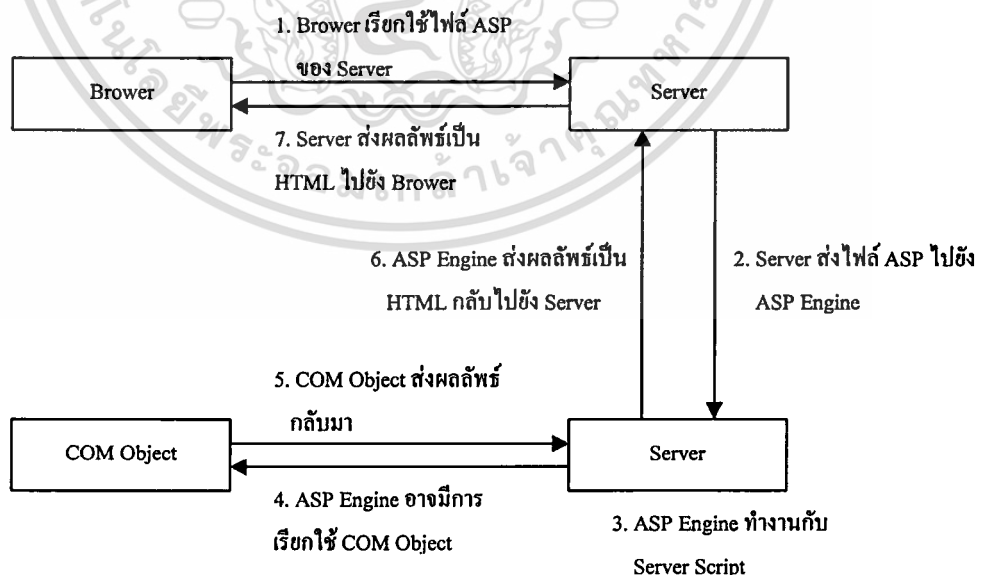 1. Brower เรียกใช้ไฟล์ ASP
ของ Server
Brower
Server
7. Server ส่งผลลัพธ์เป็น
HTML ไปยัง Brower
6. ASP Engine ส่งผลลัพธ์เป็น
HTML กลับไปยัง Server
2. Server ส่งไฟล์ ASP ไปยัง
ASP Engine
5. COM Object ส่งผลลัพธ์
กลับมา
COM Object
Server
4. ASP Engine อาจมีการ
เรียกใช้ COM Object
3. ASP Engine ทำงานกับ
Server Script